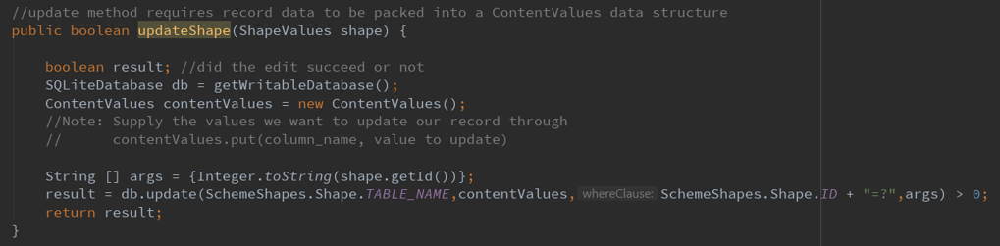 //update method requires record data to be packed into a ContentValues data structure
public boolean updateShape(ShapeValues shape) {
boolean result; //did the edit succeed or not
SQLiteDatabase db = getWritableDatabase();
ContentValues contentValues = new ContentValues();
//Note: Supply the values we want to update our record through
//      contentValues.put(column_name, value to update)
String [] args = {Integer.toString(shape.getId())};
result = db.update(SchemeShapes.Shape.TABLE_NAME,contentValues, whereClause: SchemeShapes.Shape.ID + "=?",args) > 0;
return result;
}